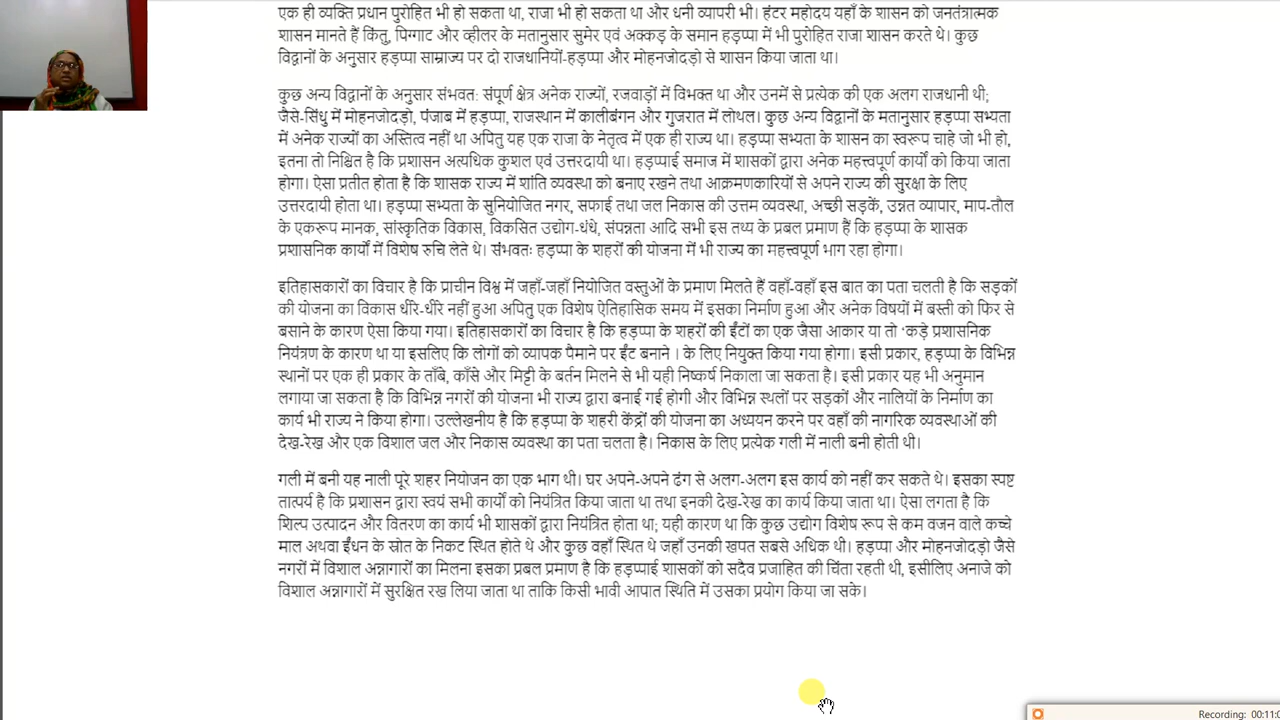 एक ही व्यक्ति प्रधान पुरोहित भी हो सकता था, राजा भी हो सकता था और धनी व्यापरी भी। हंटर महोदय यहाँ के शासन को जनतंत्रात्मक
शासन मानते हैं किंतु, पिग्गाट और व्हीलर के मतानुसार सुमेर एवं अक्कड़ के समान हड़प्पा में भी पुरोहित राजा शासन करते थे। कुछ
विद्वानों के अनुसार हड़प्पा साम्राज्य पर दो राजधानियों-हड़प्पा और मोहनजोदड़ो से शासन किया जाता था।
कुछ अन्य विद्वानों के अनुसार संभवत: संपूर्ण क्षेत्र अनेक राज्यों, रजवाड़ों में विभक्त था और उनमें से प्रत्येक की एक अलग राजधानी थी;
जैसे-सिंधु में मोहनजोदड़ो, पंजाब में हड़प्पा, राजस्थान में कालीबंगन और गुजरात में लोथल। कुछ अन्य विद्वानों के मतानुसार हड़प्पा सभ्यता
में अनेक राज्यों का अस्तित्व नहीं था अपितु यह एक राजा के नेतृत्व में एक ही राज्य था। हड़प्पा सभ्यता के शासन का स्वरूप चाहे जो भी हो,
इतना तो निश्चित है कि प्रशासन अत्यधिक कुशल एवं उत्तरदायी था। हड़प्पाई समाज में शासकों द्वारा अनेक महत्त्वपूर्ण कार्यों को किया जाता
होगा। ऐसा प्रतीत होता है कि शासक राज्य में शांति व्यवस्था को बनाए रखने तथा आक्रमणकारियों से अपने राज्य की सुरक्षा के लिए
उत्तरदायी होता था। हड़प्पा सभ्यता के सुनियोजित नगर, सफाई तथा जल निकास की उत्तम व्यवस्था, अच्छी सड़कें, उन्नत व्यापार, माप-तौल
के एकरूप मानक, सांस्कृतिक विकास, विकसित उद्योग-धंधे, संपन्नता आदि सभी इस तथ्य के प्रबल प्रमाण हैं कि हड़प्पा के शासक
प्रशासनिक कार्यों में विशेष रुचि लेते थे। संभवतः हड़प्पा के शहरों की योजना में भी राज्य का महत्त्वपूर्ण भाग रहा होगा।
इतिहासकारों का विचार है कि प्राचीन विश्व में जहाँ-जहाँ नियोजित वस्तुओं के प्रमाण मिलते हैं वहाँ-वहाँ इस बात का पता चलती है कि सड़कों
की योजना का विकास धीरे-धीरे नहीं हुआ अपितु एक विशेष ऐतिहासिक समय में इसका निर्माण हुआ और अनेक विषयों में बस्ती को फिर से
बसाने के कारण ऐसा किया गया। इतिहासकारों का विचार है कि हड़प्पा के शहरों की ईंटों का एक जैसा आकार या तो ‘कड़े प्रशासनिक
नियंत्रण के कारण था या इसलिए कि लोगों को व्यापक पैमाने पर ईंट बनाने । के लिए नियुक्त किया गया होगा। इसी प्रकार, हड़प्पा के विभिन्न
स्थानों पर एक ही प्रकार के ताँबे, काँसे और मिट्टी के बर्तन मिलने से भी यही निष्कर्ष निकाला जा सकता है। इसी प्रकार यह भी अनुमान
लगाया जा सकता है कि विभिन्न नगरों की योजना भी राज्य द्वारा बनाई गई होगी और विभिन्न स्थलों पर सड़कों और नालियों के निर्माण का
कार्य भी राज्य ने किया होगा। उल्लेखनीय है कि हड़प्पा के शहरी केंद्रों की योजना का अध्ययन करने पर वहाँ की नागरिक व्यवस्थाओं की
देख-रेख और एक विशाल जल और निकास व्यवस्था का पता चलता है। निकास के लिए प्रत्येक गली में नाली बनी होती थी।
गली में बनी यह नाली पूरे शहर नियोजन का एक भाग थी। घर अपने-अपने ढंग से अलग-अलग इस कार्य को नहीं कर सकते थे। इसका स्पष्ट
तात्पर्य है कि प्रशासन द्वारा स्वयं सभी कार्यों को नियंत्रित किया जाता था तथा इनकी देख-रेख का कार्य किया जाता था। ऐसा लगता है कि
शिल्प उत्पादन और वितरण का कार्य भी शासकों द्वारा नियंत्रित होता था; यही कारण था कि कुछ उद्योग विशेष रूप से कम वजन वाले कच्चे
माल अथवा ईंधन के स्रोत के निकट स्थित होते थे और कुछ वहाँ स्थित थे जहाँ उनकी खपत सबसे अधिक थी। हड़प्पा और मोहनजोदड़ो जैसे
नगरों में विशाल अन्नागारों का मिलना इसका प्रबल प्रमाण है कि हड़प्पाई शासकों को सदैव प्रजाहित की चिंता रहती थी, इसीलिए अनाजे को
विशाल अन्नागारों में सुरक्षित रख लिया जाता था ताकि किसी भावी आपात स्थिति में उसका प्रयोग किया जा सके।
Recording: 00:11:0